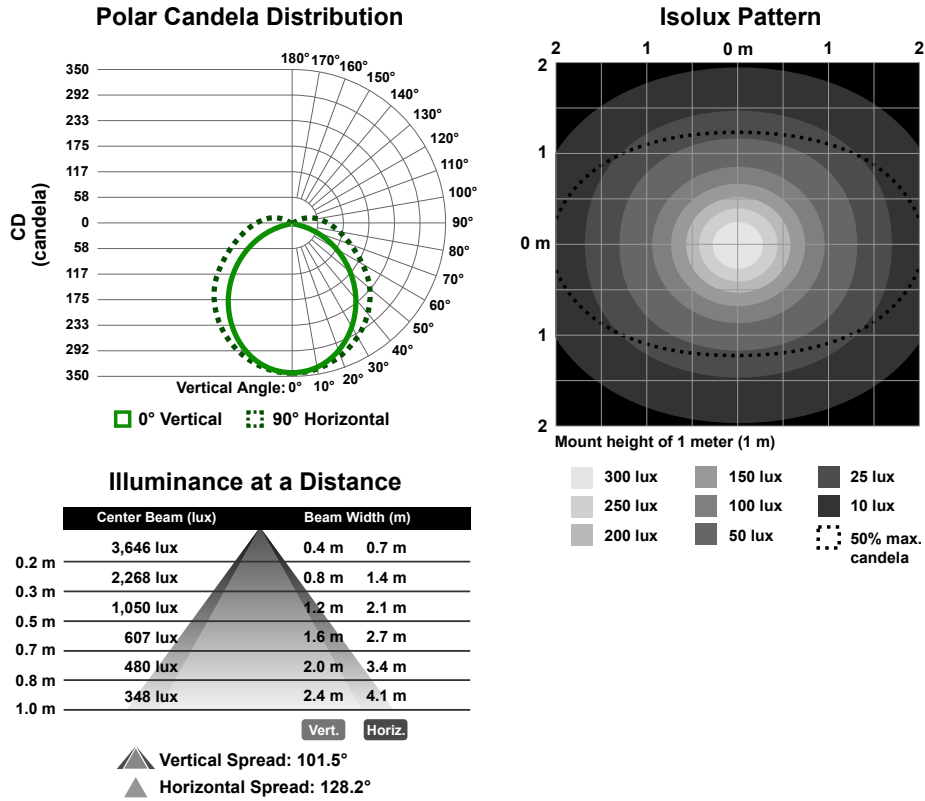 Polar Candela Distribution
180° 170° 160° 150° 140° 130° 120° 110° 100° 90° 80° 70° 60° 50° 40° 30° 20° 10° 0°
350
292
233
175
117
58
0
58
117
175
233
292
350
CD
(candela)
Vertical Angle:
0° Vertical 90° Horizontal
Isolux Pattern
2 1 0 m 1 2
2
1
0 m
1
2
Mount height of 1 meter (1 m)
300 lux 150 lux 25 lux
250 lux 100 lux 10 lux
200 lux 50 lux 50% max.
candela
Illuminance at a Distance
Center Beam (lux) Beam Width (m)
3,646 lux 0.4 m 0.7 m
0.2 m
2,268 lux 0.8 m 1.4 m
0.3 m
1,050 lux 1.2 m 2.1 m
0.5 m
607 lux 1.6 m 2.7 m
0.7 m
480 lux 2.0 m 3.4 m
0.8 m
348 lux 2.4 m 4.1 m
1.0 m
Vert. Horiz.
Vertical Spread: 101.5°
Horizontal Spread: 128.2°